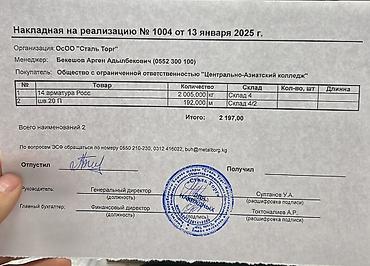 Накладная на реализацию № 1004 от 13 января 2025 г.
Организация: ОсОО "Сталь Торг"
Менеджер: Бекешов Арген Адылбекович (0552 300 100)
Покупатель: Общество с ограниченной ответственностью "Центрально-Азиатский колледж"
№ Товар Количество Склад Кол-во, шт Длинна
1 14 арматура Росс 2 005,000 кг Склад 4
2 шв.20 П 192,000 м Склад 4/2
Итого: 2 197,00
Всего наименований 2
По вопросам ЭСФ обращаться по номеру 0550 210-230, 0312 416022, buh@metaltorg.kg
Отпустил Получил
Руководитель: Генеральный директор Султанов У.А.
(должность) (подпись) (расшифровка подписи)
Главный бухгалтер: Финансовый директор Токтоналиев А.Р.
(должность) (подпись) (расшифровка подписи)
СТАЛЬ ТОРГ
ДЛЯ
НАКЛАДНЫХ